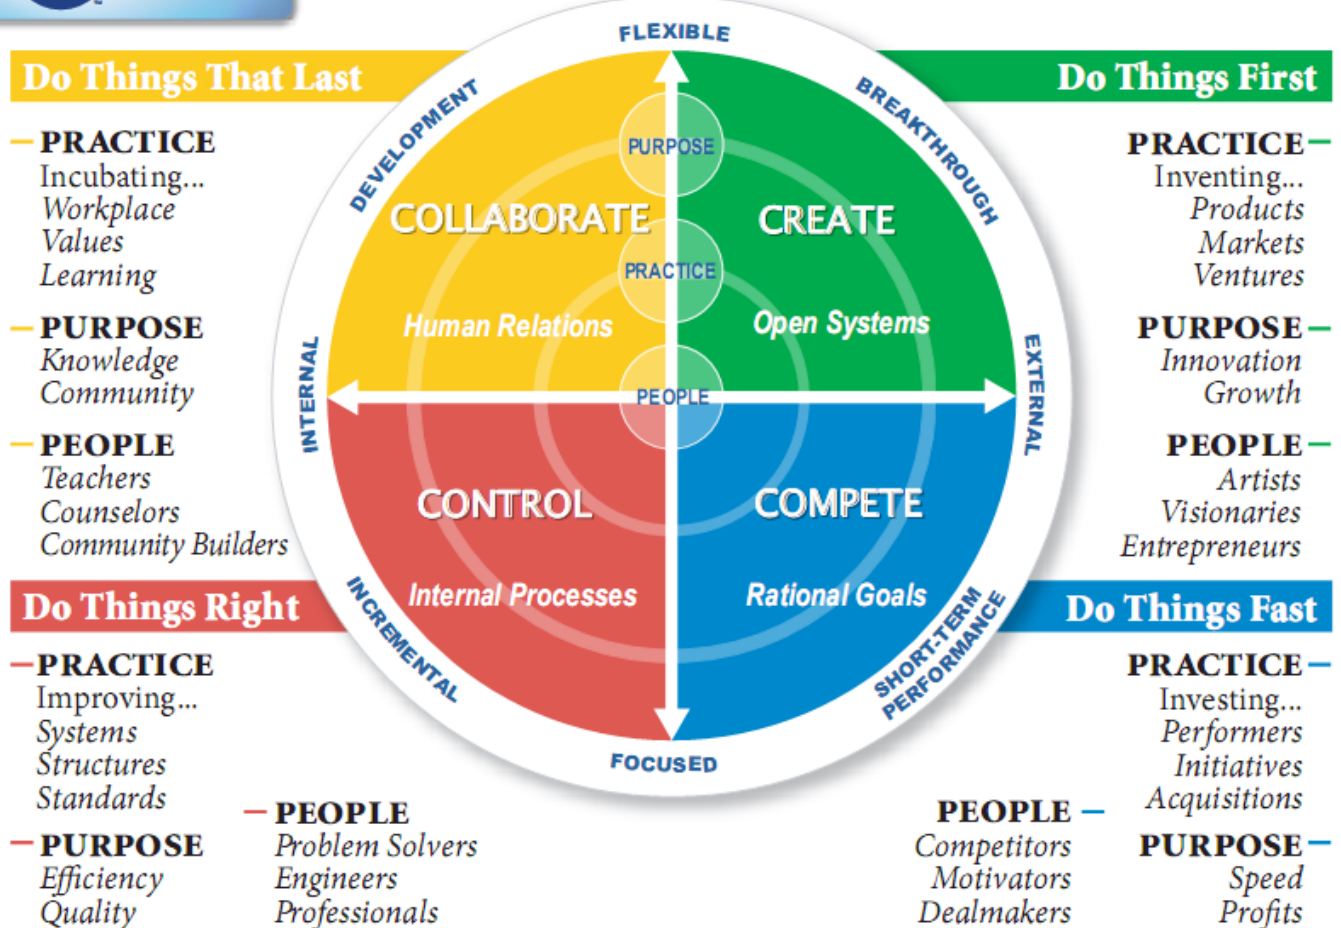 FLEXIBLE
Do Things That Last
Do Things First
DEVELOPMENT
BREAKTHROUGH
PRACTICE
Incubating...
Workplace
Values
Learning
PURPOSE
Knowledge
Community
PEOPLE
Teachers
Counselors
Community Builders
PURPOSE
COLLABORATE
CREATE
PRACTICE
Human Relations
Open Systems
INTERNAL
EXTERNAL
PEOPLE
CONTROL
COMPETE
Internal Processes
Rational Goals
INCREMENTAL
SHORT-TERM
PERFORMANCE
FOCUSED
PRACTICE
Inventing...
Products
Markets
Ventures
PURPOSE
Innovation
Growth
PEOPLE
Artists
Visionaries
Entrepreneurs
Do Things Right
PRACTICE
Improving...
Systems
Structures
Standards
PURPOSE
Efficiency
Quality
PEOPLE
Problem Solvers
Engineers
Professionals
Do Things Fast
PRACTICE
Investing...
Performers
Initiatives
Acquisitions
PEOPLE
Competitors
Motivators
Dealmakers
PURPOSE
Speed
Profits